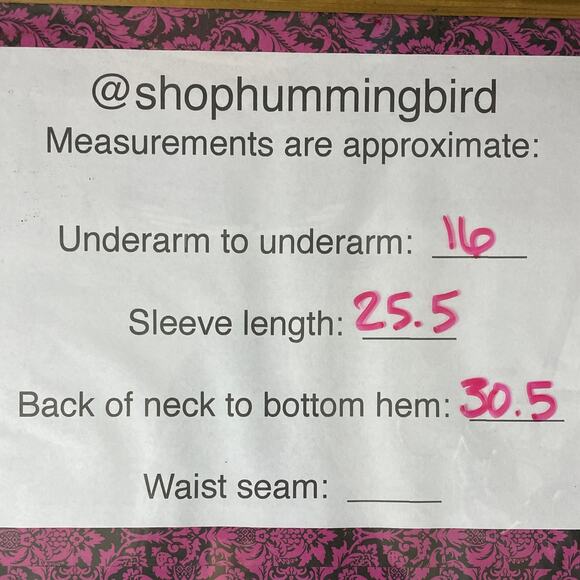 @shophummingbird
Measurements are approximate:
Underarm to underarm: 16
Sleeve length: 25.5
Back of neck to bottom hem: 30.5
Waist seam: ____